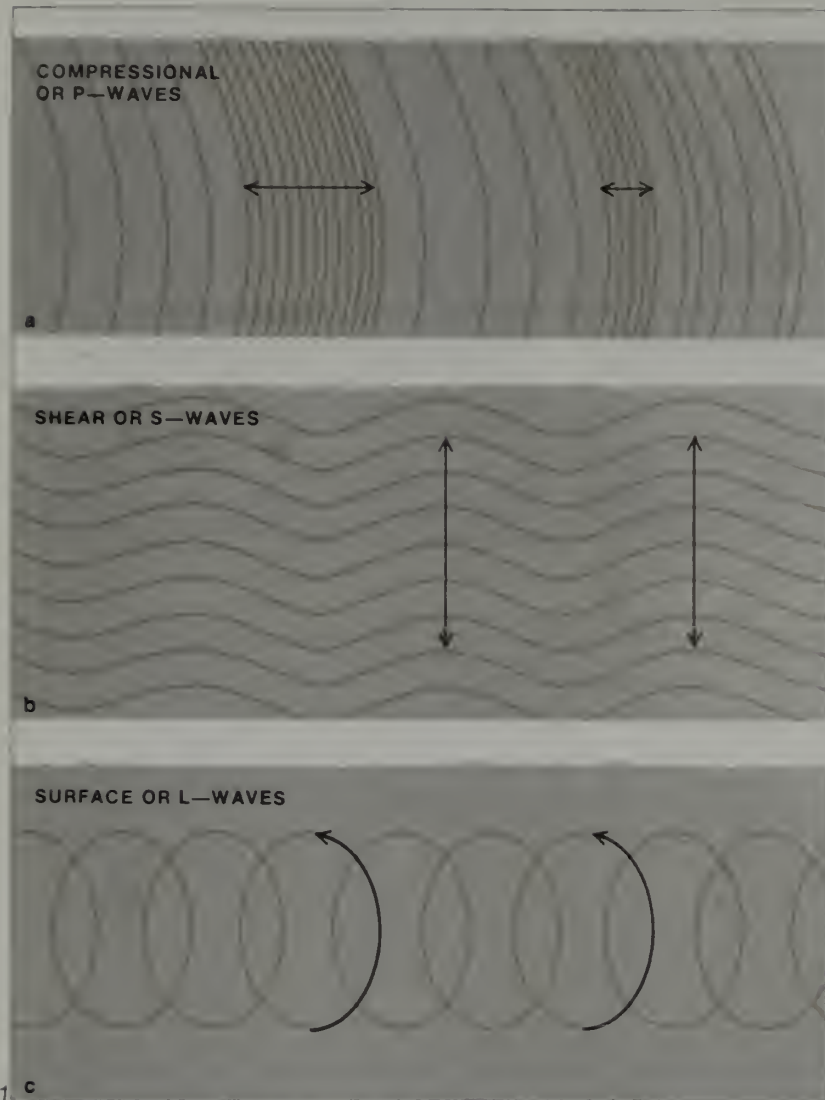 COMPRESSIONAL
OR P—WAVES
a
SHEAR OR S—WAVES
b
SURFACE OR L—WAVES
c